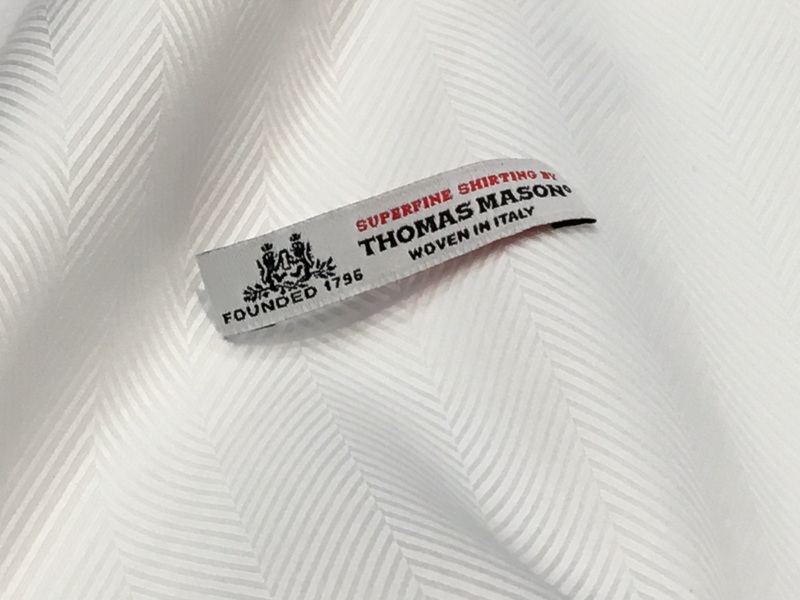 SUPERFINE SHIRTING BY
THOMAS MASON®
WOVEN IN ITALY
FOUNDED 1796